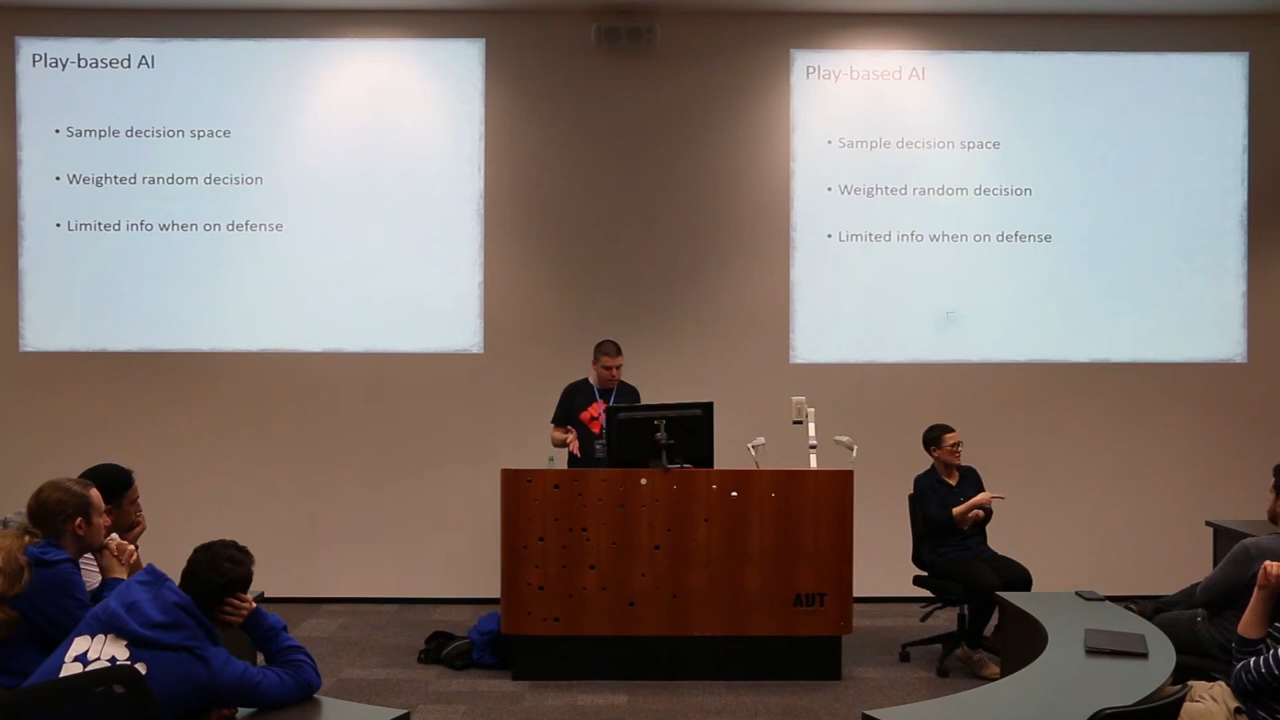 Play-based AI
• Sample decision space
• Weighted random decision
• Limited info when on defense
Play-based AI
• Sample decision space
• Weighted random decision
• Limited info when on defense
AUT
PIK